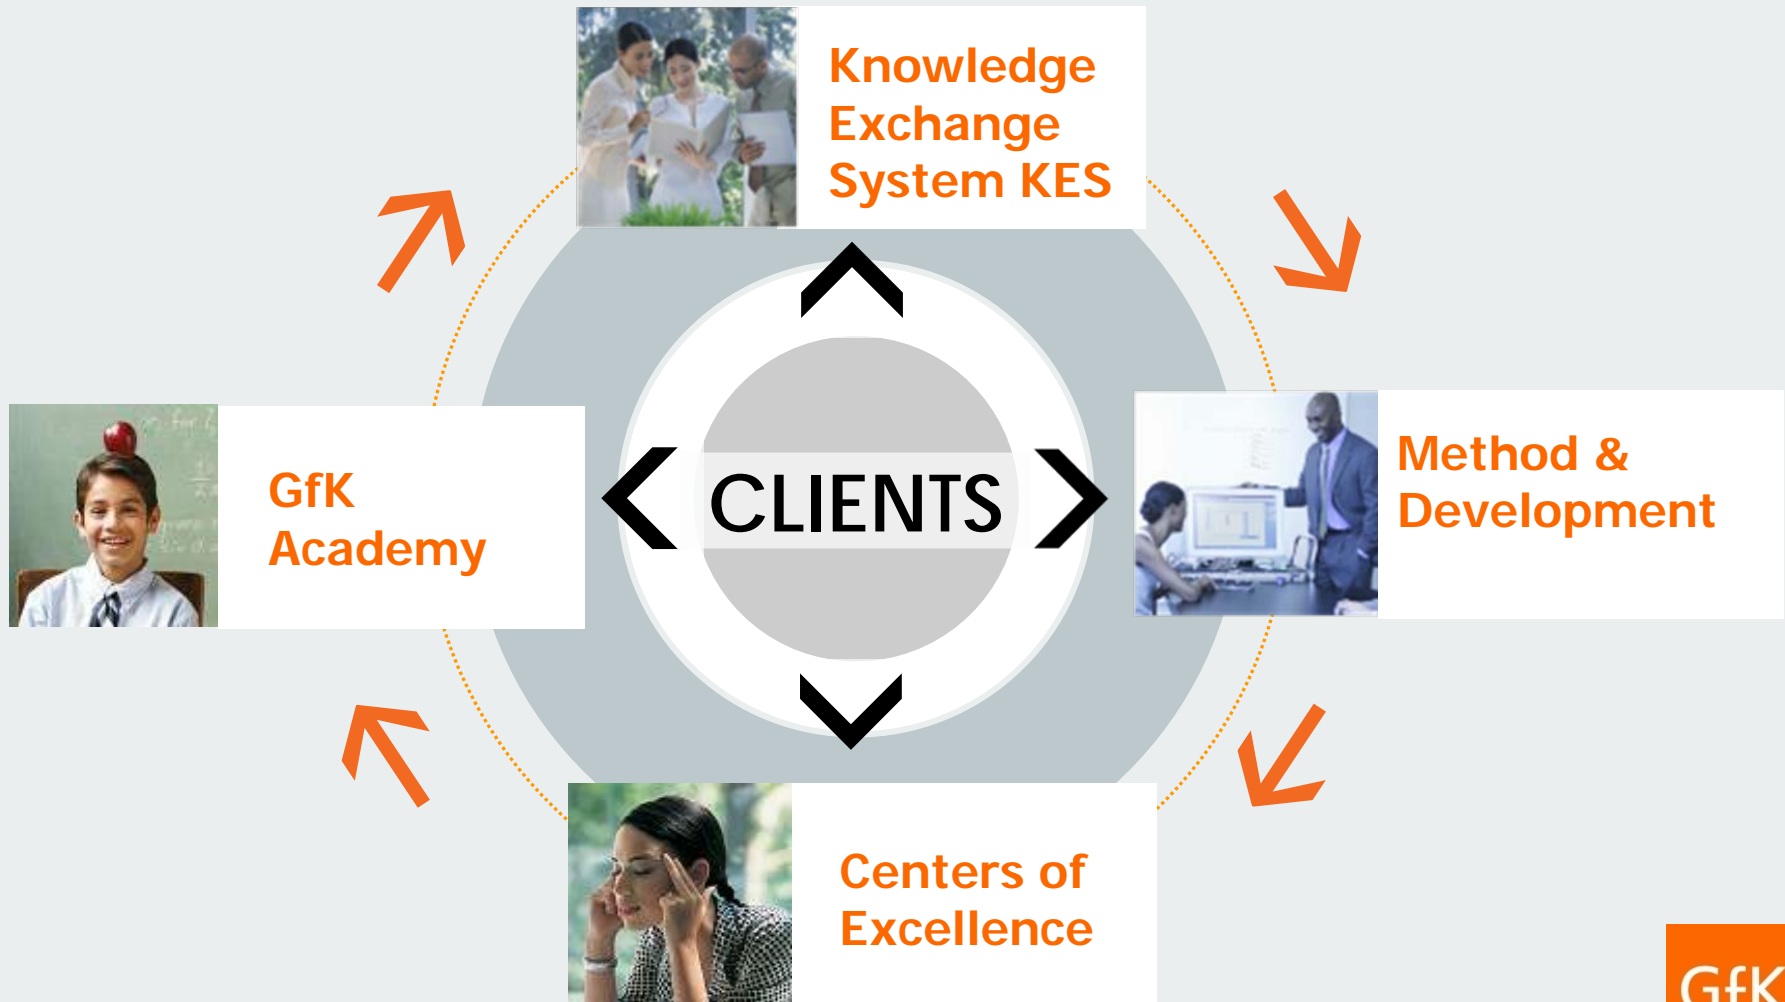 Knowledge
Exchange
System KES
GfK
Academy
CLIENTS
Method &
Development
Centers of
Excellence
GfK